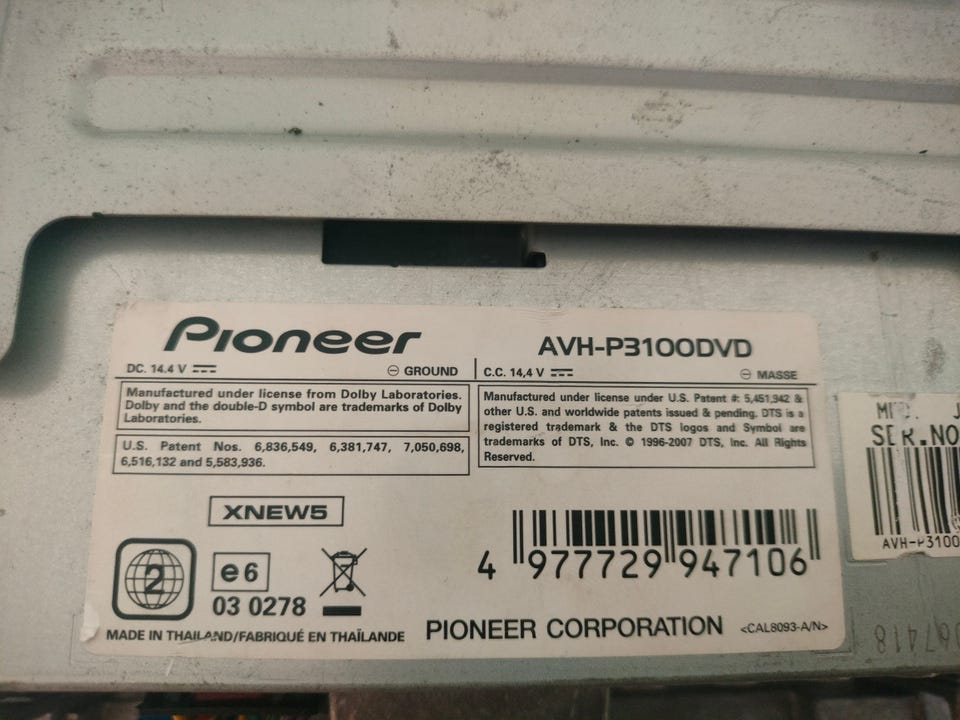 Pioneer
AVH-P3100DVD
DC. 14.4 V
GROUND
C.C. 14,4 V
MASSE
Manufactured under license from Dolby Laboratories.
Dolby and the double-D symbol are trademarks of Dolby
Laboratories.
U.S. Patent Nos. 6,836,549, 6,381,747, 7,050,698,
6,516,132 and 5,583,936.
Manufactured under license under U.S. Patent #: 5,451,942 &
other U.S. and worldwide patents issued & pending. DTS is a
registered trademark & the DTS logos and Symbol are
trademarks of DTS, Inc. © 1996-2007 DTS, Inc. All Rights
Reserved.
XNEW5
2
e6
03 0278
4 977729 947106
MADE IN THAILAND/FABRIQUÉ EN THAÏLANDE
PIONEER CORPORATION
<CAL8093-A/N>
SER.NO
AVH-P3100